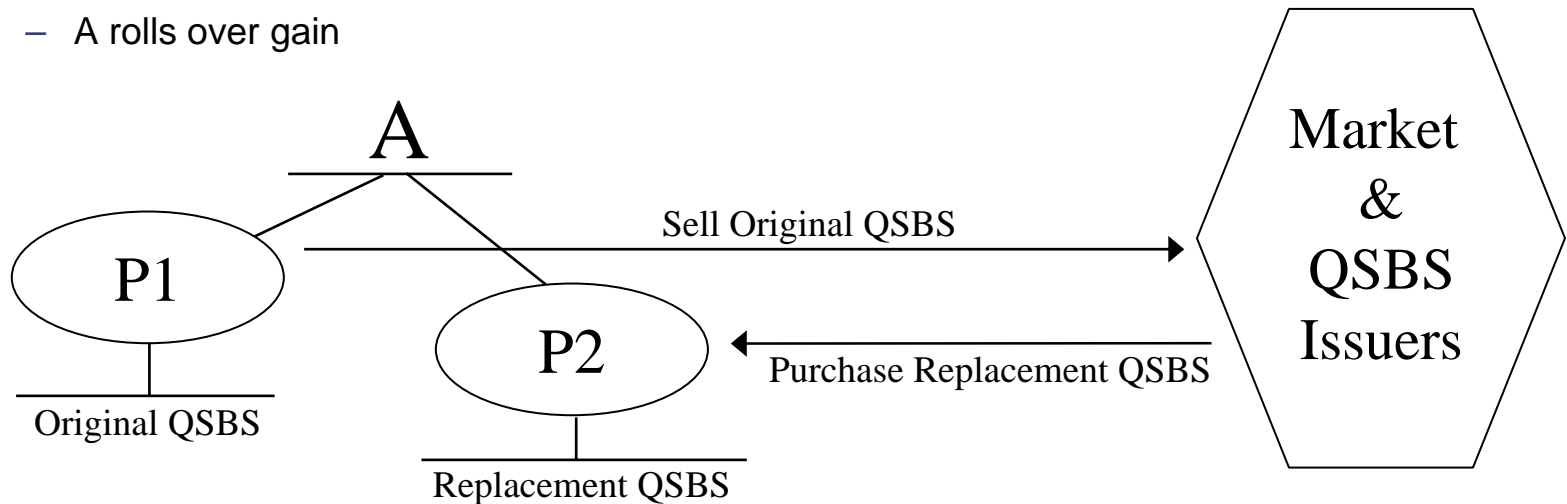 – A rolls over gain
A
Market
&
QSBS
Issuers
Sell Original QSBS
P1
P2
Purchase Replacement QSBS
Original QSBS
Replacement QSBS